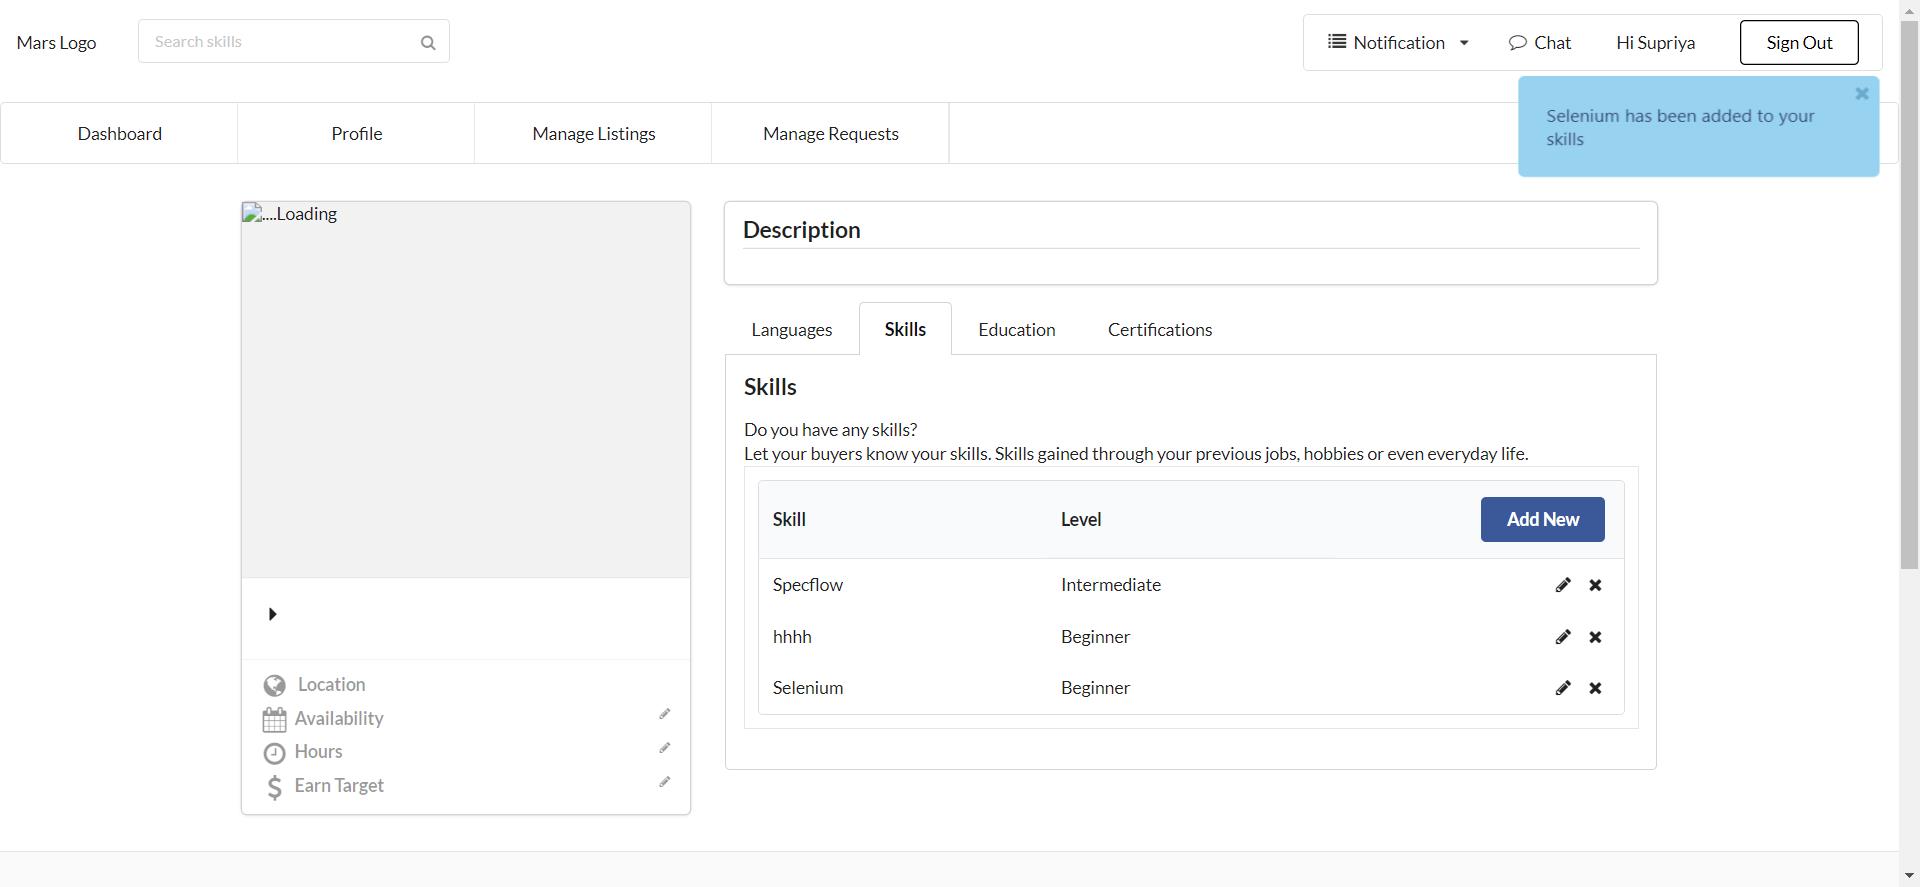 Mars Logo
Search skills
Notification
Chat
Hi Supriya
Sign Out
Selenium has been added to your
skills
Dashboard
Profile
Manage Listings
Manage Requests
....Loading
Location
Availability
Hours
Earn Target
Description
Languages
Skills
Education
Certifications
Skills
Do you have any skills?
Let your buyers know your skills. Skills gained through your previous jobs, hobbies or even everyday life.
Skill Level Add New
Specflow Intermediate
hhhh Beginner
Selenium Beginner